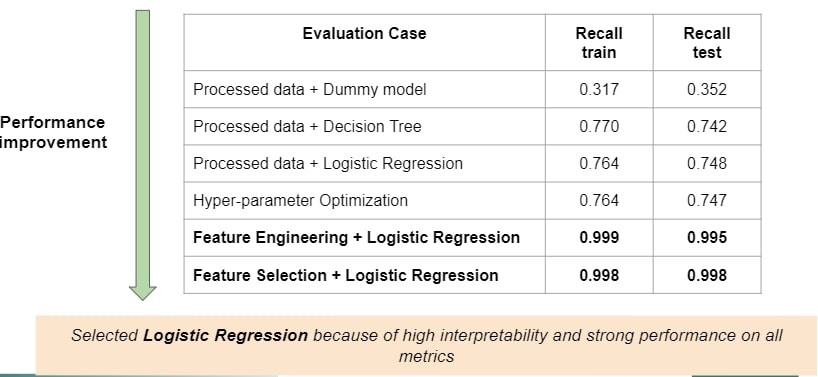 Evaluation Case Recall train Recall test
Processed data + Dummy model 0.317 0.352
Performance improvement
Processed data + Decision Tree 0.770 0.742
Processed data + Logistic Regression 0.764 0.748
Hyper-parameter Optimization 0.764 0.747
Feature Engineering + Logistic Regression 0.999 0.995
Feature Selection + Logistic Regression 0.998 0.998
Selected Logistic Regression because of high interpretability and strong performance on all
metrics